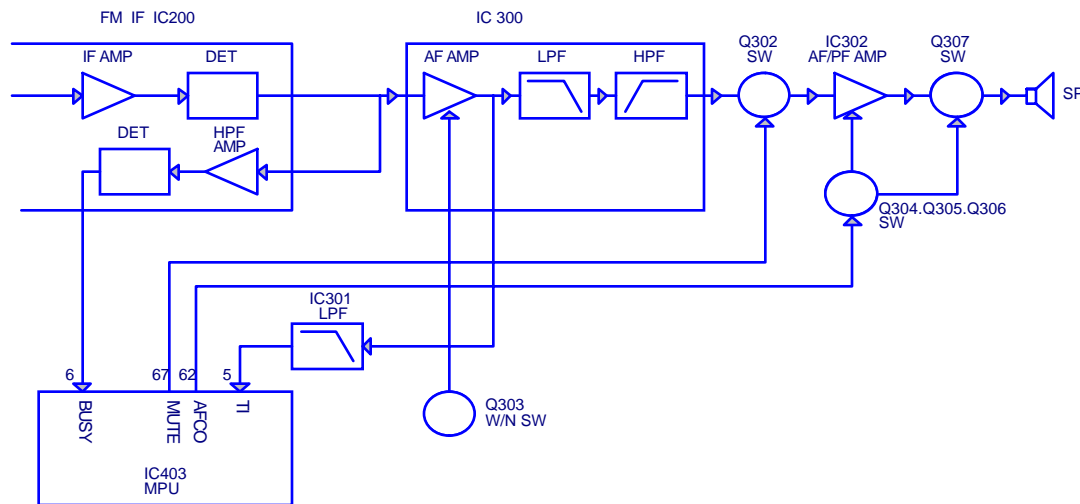 FM IF IC200
IC 300
IF AMP
DET
AF AMP
LPF
HPF
Q302
SW
IC302
AF/PF AMP
Q307
SW
SP
DET
HPF
AMP
Q304.Q305.Q306
SW
IC301
LPF
6
67
62
5
BUSY
MUTE
AFCO
TI
Q303
W/N SW
IC403
MPU